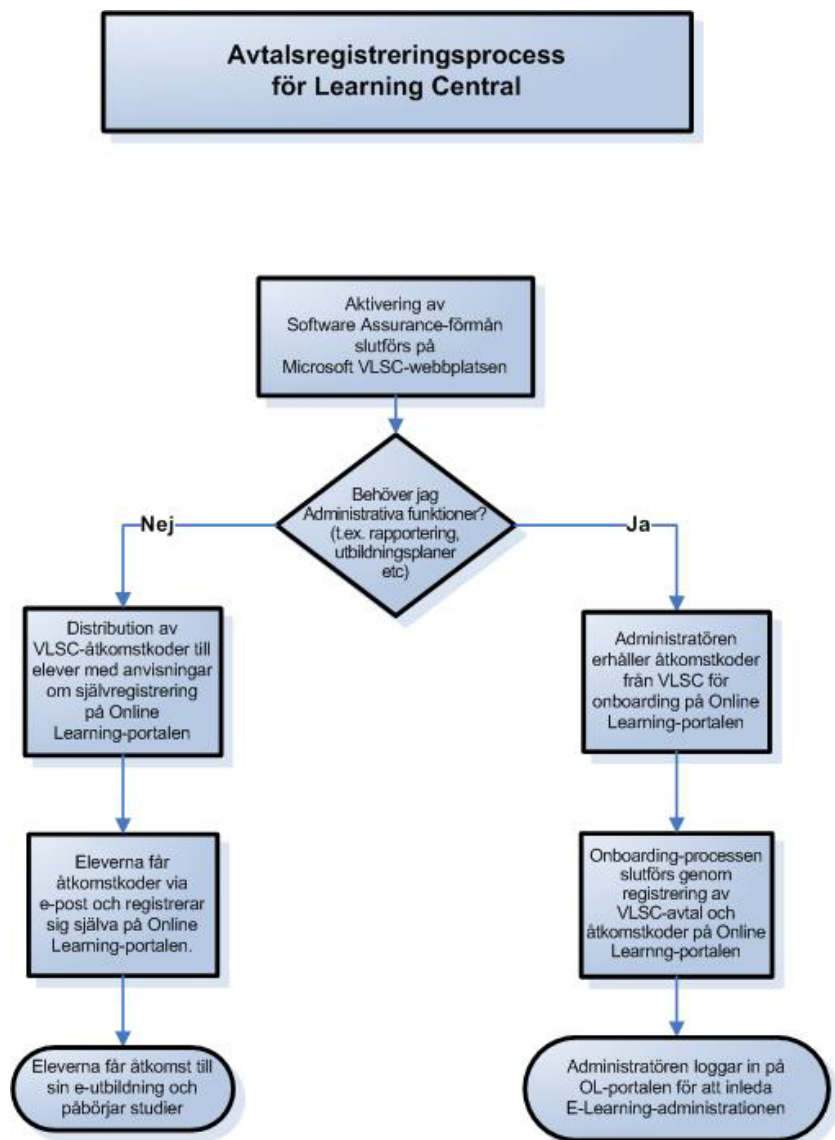 Avtalsregistreringsprocess
för Learning Central
Aktivering av
Software Assurance-förmån
slutförs på
Microsoft VLSC-webbplatsen
Behöver jag
Administrativa funktioner?
(t.ex. rapportering,
utbildningsplaner
etc)
Nej
Ja
Distribution av
VLSC-åtkomstkoder till
elever med anvisningar
om självregistrering
på Online
Learning-portalen
Administratören
erhåller åtkomstkoder
från VLSC för
onboarding på Online
Learning-portalen
Eleverna får
åtkomstkoder via
e-post och registrerar
sig själva på Online
Learning-portalen.
Onboarding-processen
slutförs genom
registrering av
VLSC-avtal och
åtkomstkoder på Online
Learnng-portalen
Eleverna får åtkomst till
sin e-utbildning och
påbörjar studier
Administratören loggar in på
OL-portalen för att inleda
E-Learning-administrationen